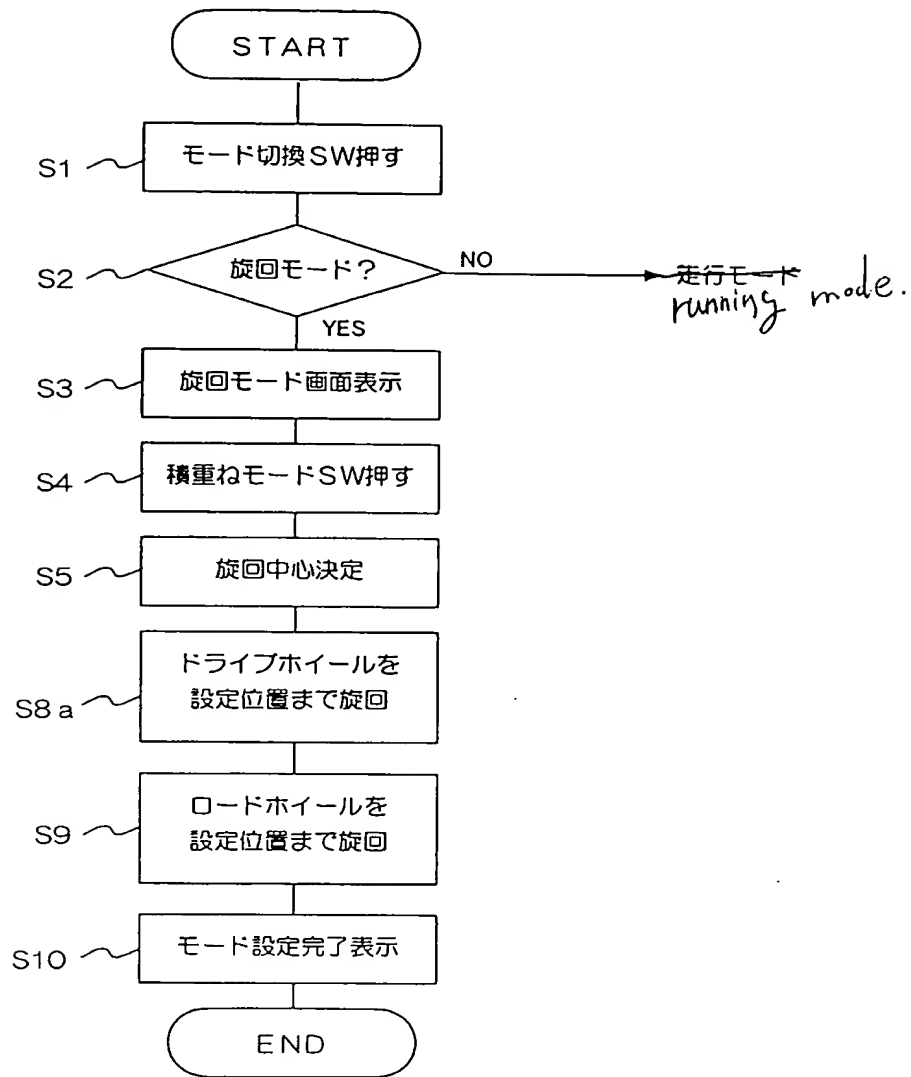 START
S1
モード切換SW押す
S2
旋回モード?
NO
走行モード
running mode.
YES
S3
旋回モード画面表示
S4
積重ねモードSW押す
S5
旋回中心決定
S8a
ドライブホイールを
設定位置まで旋回
S9
ロードホイールを
設定位置まで旋回
S10
モード設定完了表示
END